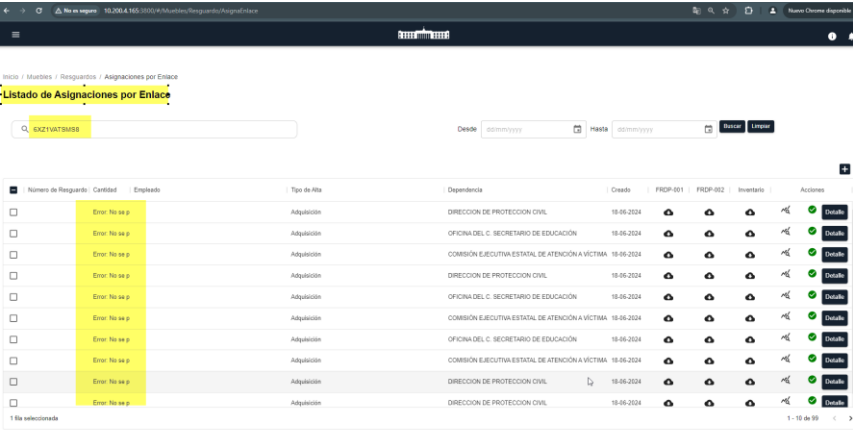 No es seguro 10.200.4.165:5000/#/Muebles/Resguardo/AsignaEnlace Nuevo Chrome disponible
Inicio / Muebles / Resguardos / Asignaciones por Enlace
Listado de Asignaciones por Enlace
6XZ1VATSMS8 Desde dd/mm/yyyy Hasta dd/mm/yyyy Buscar Limpiar
Número de Resguardo Cantidad Empleado Tipo de Alta Dependencia Creado FRDP-001 FRDP-002 Inventario Acciones
Error: No se p Adquisición DIRECCION DE PROTECCION CIVIL 18-06-2024 Detalle
Error: No se p Adquisición OFICINA DEL C. SECRETARIO DE EDUCACIÓN 18-06-2024 Detalle
Error: No se p Adquisición COMISIÓN EJECUTIVA ESTATAL DE ATENCIÓN A VÍCTIMA 18-06-2024 Detalle
Error: No se p Adquisición DIRECCION DE PROTECCION CIVIL 18-06-2024 Detalle
Error: No se p Adquisición OFICINA DEL C. SECRETARIO DE EDUCACIÓN 18-06-2024 Detalle
Error: No se p Adquisición COMISIÓN EJECUTIVA ESTATAL DE ATENCIÓN A VÍCTIMA 18-06-2024 Detalle
Error: No se p Adquisición OFICINA DEL C. SECRETARIO DE EDUCACIÓN 18-06-2024 Detalle
Error: No se p Adquisición COMISIÓN EJECUTIVA ESTATAL DE ATENCIÓN A VÍCTIMA 18-06-2024 Detalle
Error: No se p Adquisición DIRECCION DE PROTECCION CIVIL 18-06-2024 Detalle
Error: No se p Adquisición DIRECCION DE PROTECCION CIVIL 18-06-2024 Detalle
1 fila seleccionada 1 - 10 de 99